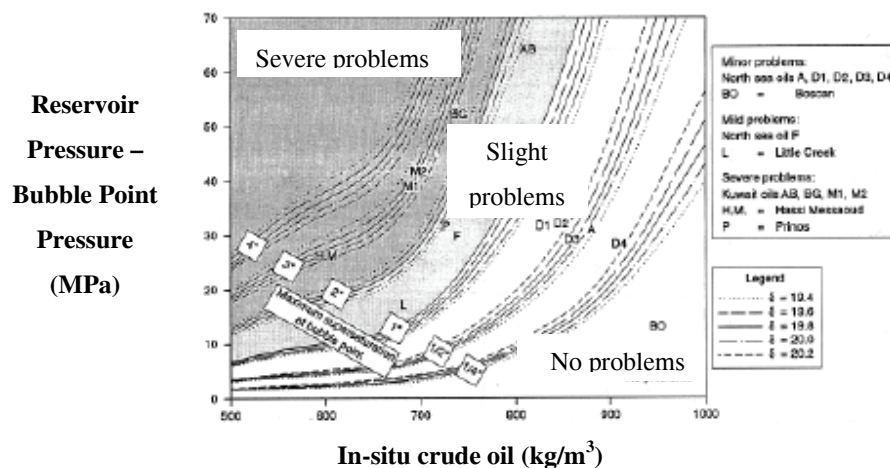 Reservoir
Pressure –
Bubble Point
Pressure
(MPa)
70
60
50
40
30
20
10
0
Severe problems
Slight
problems
No problems
AB
BG
M2
M1
H.M.
P
F
L
D1
D2
D3
A
D4
BO
4*
3*
2*
1*
1/2*
1/4*
Maximum supersaturation
at bubble point
500
600
700
800
900
1000
In-situ crude oil (kg/m³)
Minor problems:
North sea oils A, D1, D2, D3, D4
BO = Boscan
Mild problems:
North sea oil F
L = Little Creek
Severe problems:
Kuwait oils AB, BG, M1, M2
H.M. = Hassi Messaoud
P = Prinos
Legend
δ = 19.4
δ = 19.6
δ = 19.8
δ = 20.0
δ = 20.2